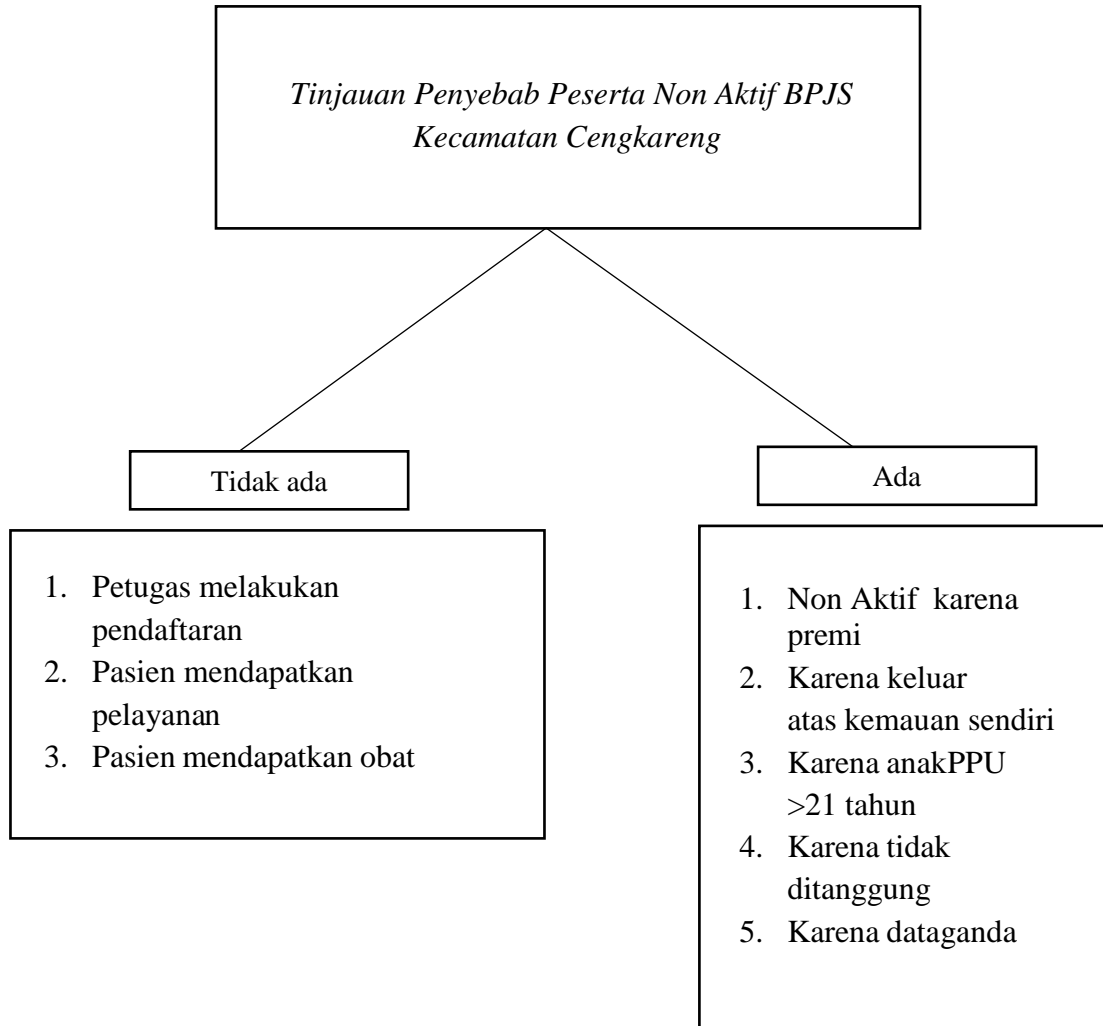 Tinjauan Penyebab Peserta Non Aktif BPJS
Kecamatan Cengkareng
Tidak ada
1. Petugas melakukan
pendaftaran
2. Pasien mendapatkan
pelayanan
3. Pasien mendapatkan obat
Ada
1. Non Aktif karena
premi
2. Karena keluar
atas kemauan sendiri
3. Karena anakPPU
>21 tahun
4. Karena tidak
ditanggung
5. Karena dataganda